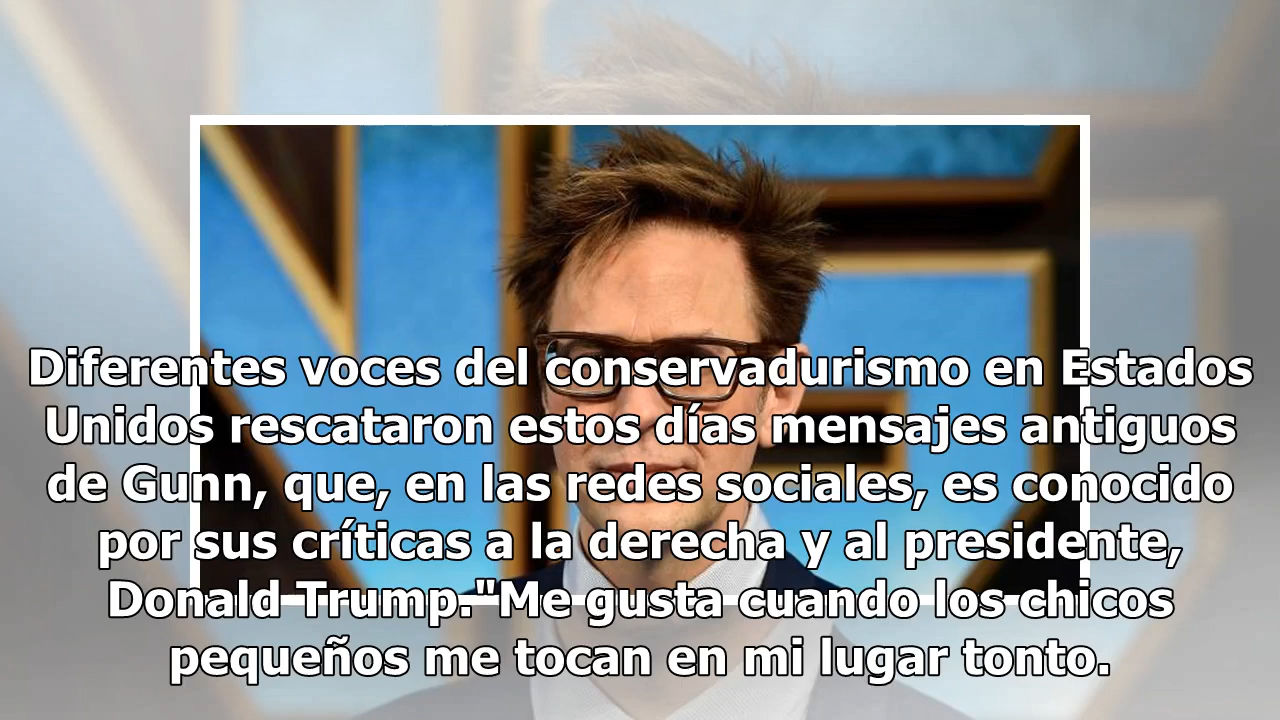 Diferentes voces del conservadurismo en Estados
Unidos rescataron estos días mensajes antiguos
de Gunn, que, en las redes sociales, es conocido
por sus críticas a la derecha y al presidente,
Donald Trump."Me gusta cuando los chicos
pequeños me tocan en mi lugar tonto.